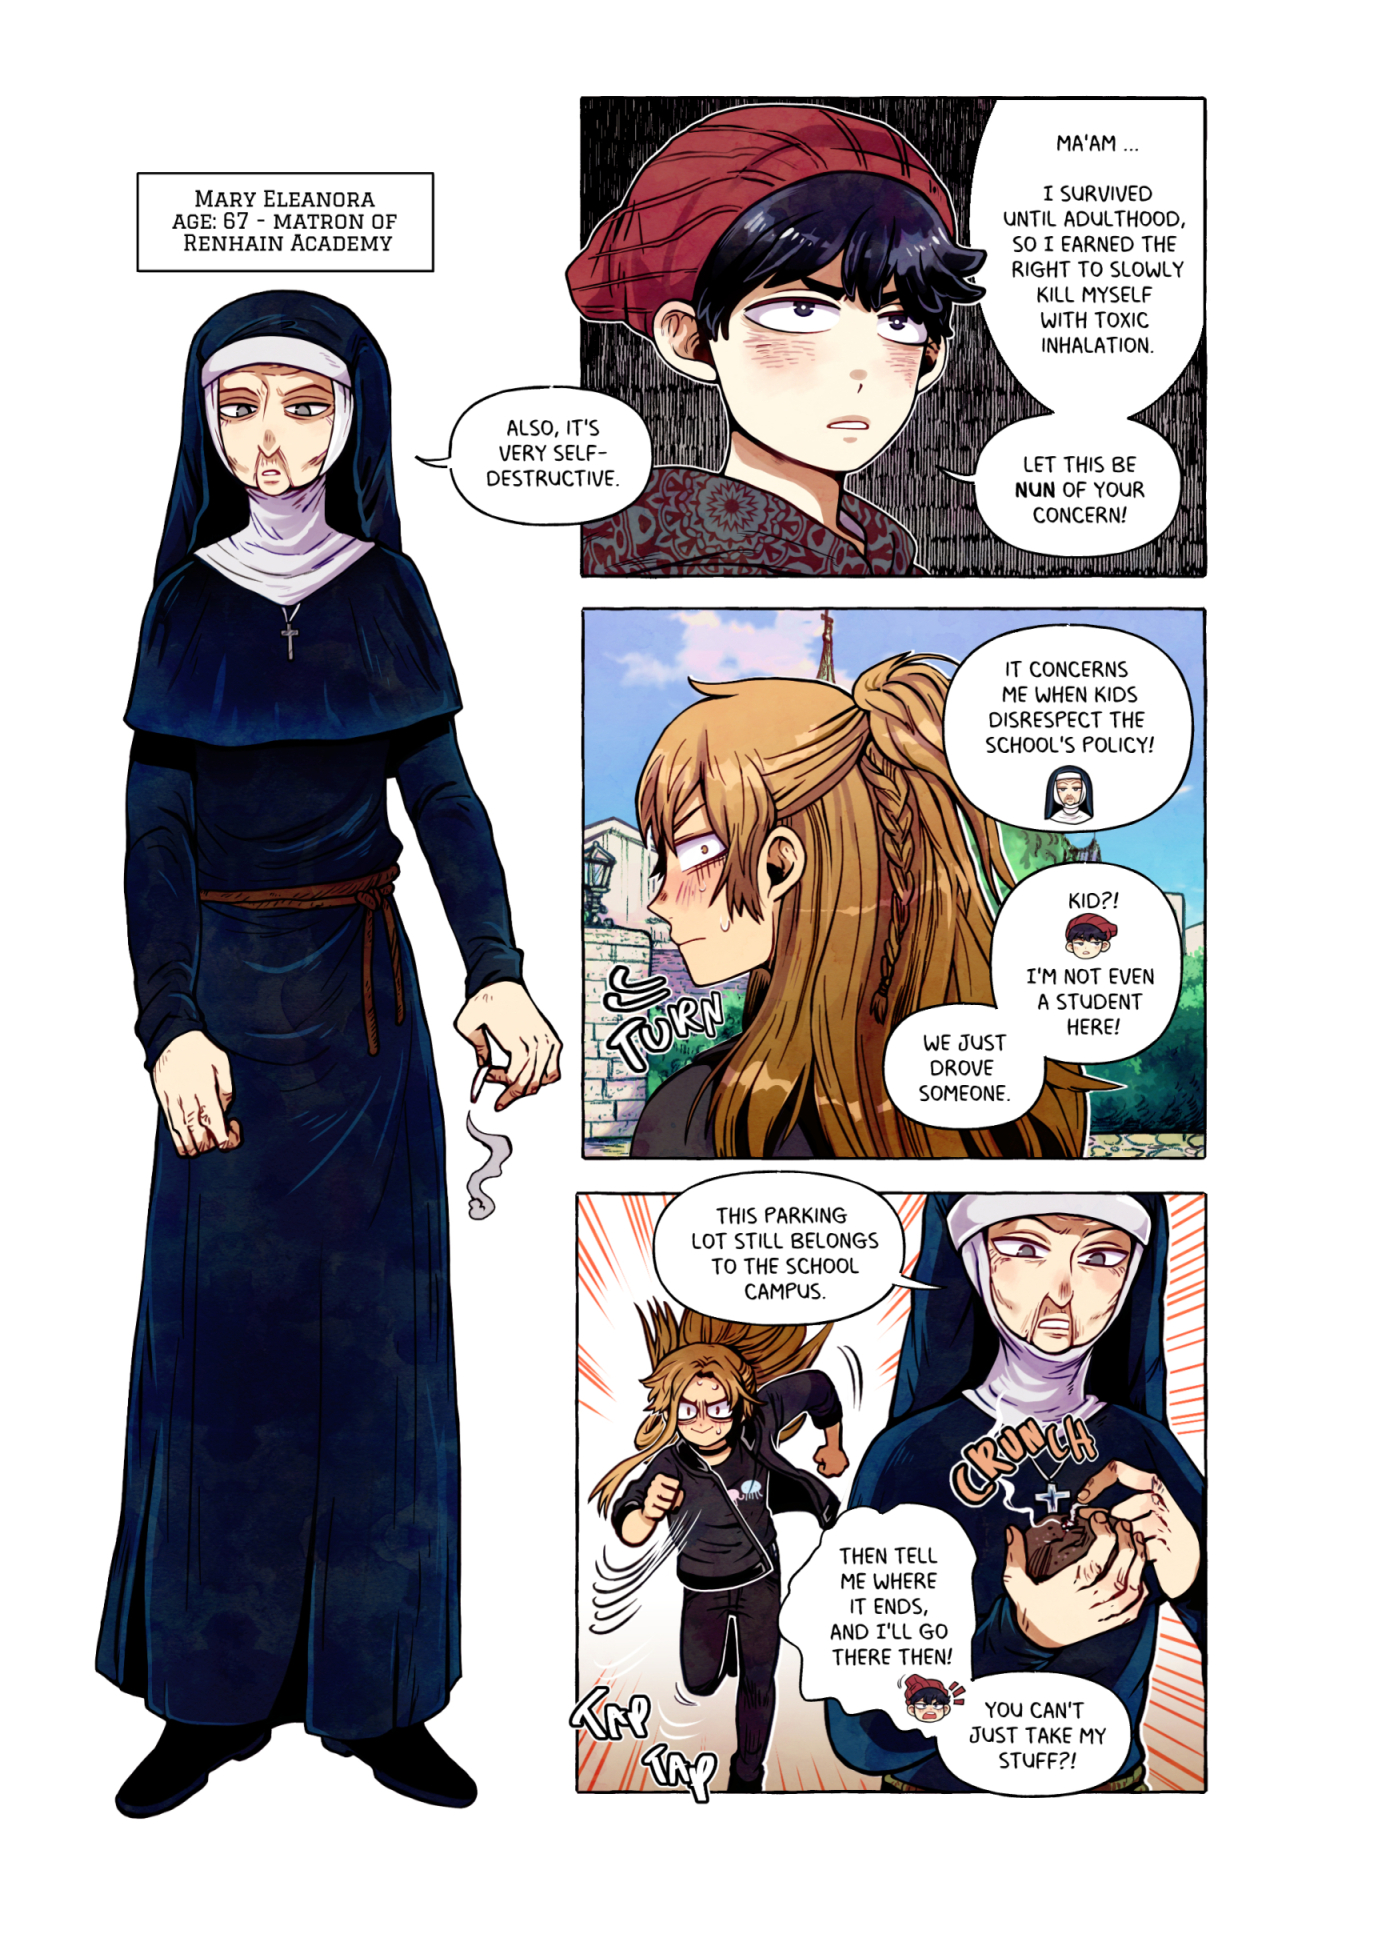 Mary Eleanora
age: 67 - matron of
Renhain Academy
ALSO, IT'S
VERY SELF-
DESTRUCTIVE.
MA'AM ...
I SURVIVED
UNTIL ADULTHOOD,
SO I EARNED THE
RIGHT TO SLOWLY
KILL MYSELF
WITH TOXIC
INHALATION.
LET THIS BE
NUN OF YOUR
CONCERN!
IT CONCERNS
ME WHEN KIDS
DISRESPECT THE
SCHOOL'S POLICY!
KID?!
I'M NOT EVEN
A STUDENT
HERE!
WE JUST
DROVE
SOMEONE.
TURN
THIS PARKING
LOT STILL BELONGS
TO THE SCHOOL
CAMPUS.
CRUNCH
THEN TELL
ME WHERE
IT ENDS,
AND I'LL GO
THERE THEN!
YOU CAN'T
JUST TAKE MY
STUFF?!
TAP
TAP